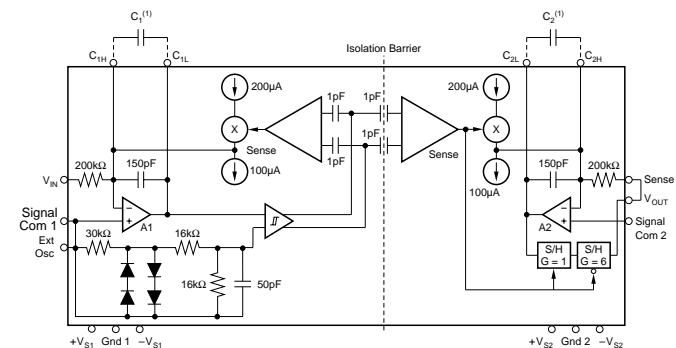 C1(1)
C2(1)
Isolation Barrier
C1H
C1L
C2L
C2H
200µA
1pF
1pF
200µA
X
X
Sense
1pF
1pF
Sense
200kΩ
150pF
100µA
100µA
150pF
200kΩ
VIN
Sense
VOUT
Signal
Com 1
A1
A2
Signal
Com 2
Ext
Osc
30kΩ
16kΩ
S/H
G = 1
S/H
G = 6
16kΩ
50pF
+VS1
Gnd 1
–VS1
+VS2
Gnd 2
–VS2